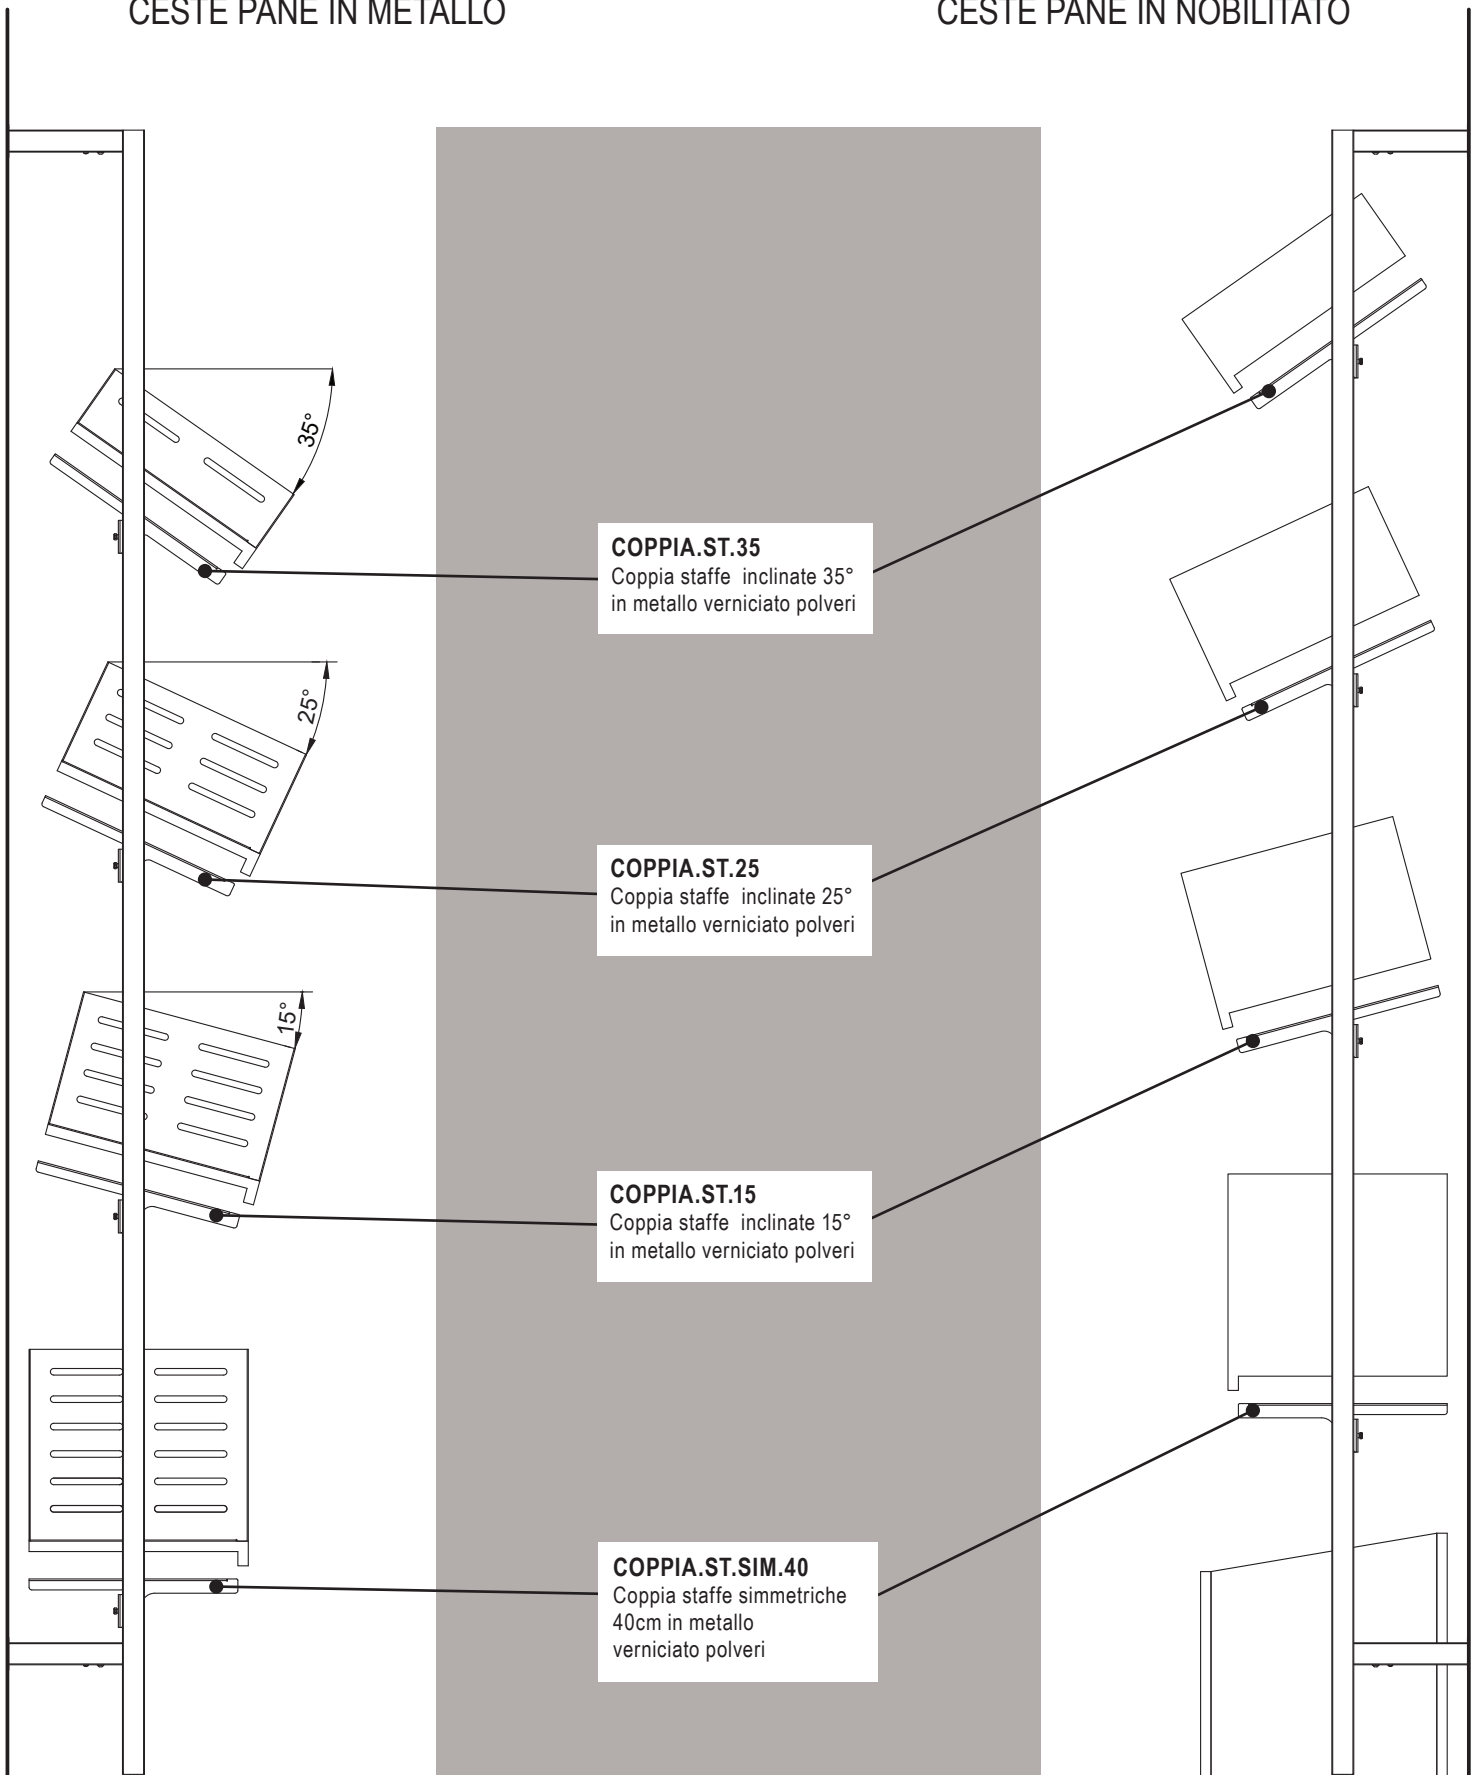 CESTE PANE IN METALLO
CESTE PANE IN NOBILITATO
35°
COPPIA.ST.35
Coppia staffe inclinate 35°
in metallo verniciato polveri
25°
COPPIA.ST.25
Coppia staffe inclinate 25°
in metallo verniciato polveri
15°
COPPIA.ST.15
Coppia staffe inclinate 15°
in metallo verniciato polveri
COPPIA.ST.SIM.40
Coppia staffe simmetriche
40cm in metallo
verniciato polveri